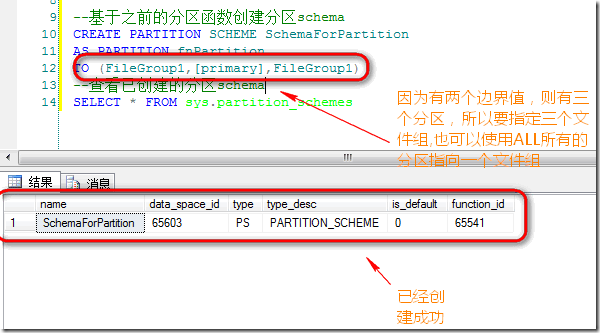 9 --基于之前的分区函数创建分区schema
10 CREATE PARTITION SCHEME SchemaForPartition
11 AS PARTITION fnPartition
12 TO (FileGroup1,[primary],FileGroup1)
13 --查看已创建的分区schema
14 SELECT * FROM sys.partition_schemes
因为有两个边界值，则有三
个分区，所以要指定三个文
件组,也可以使用ALL所有的
分区指向一个文件组
结果 消息
name data_space_id type type_desc is_default function_id
1 SchemaForPartition 65603 PS PARTITION_SCHEME 0 65541
已经创
建成功